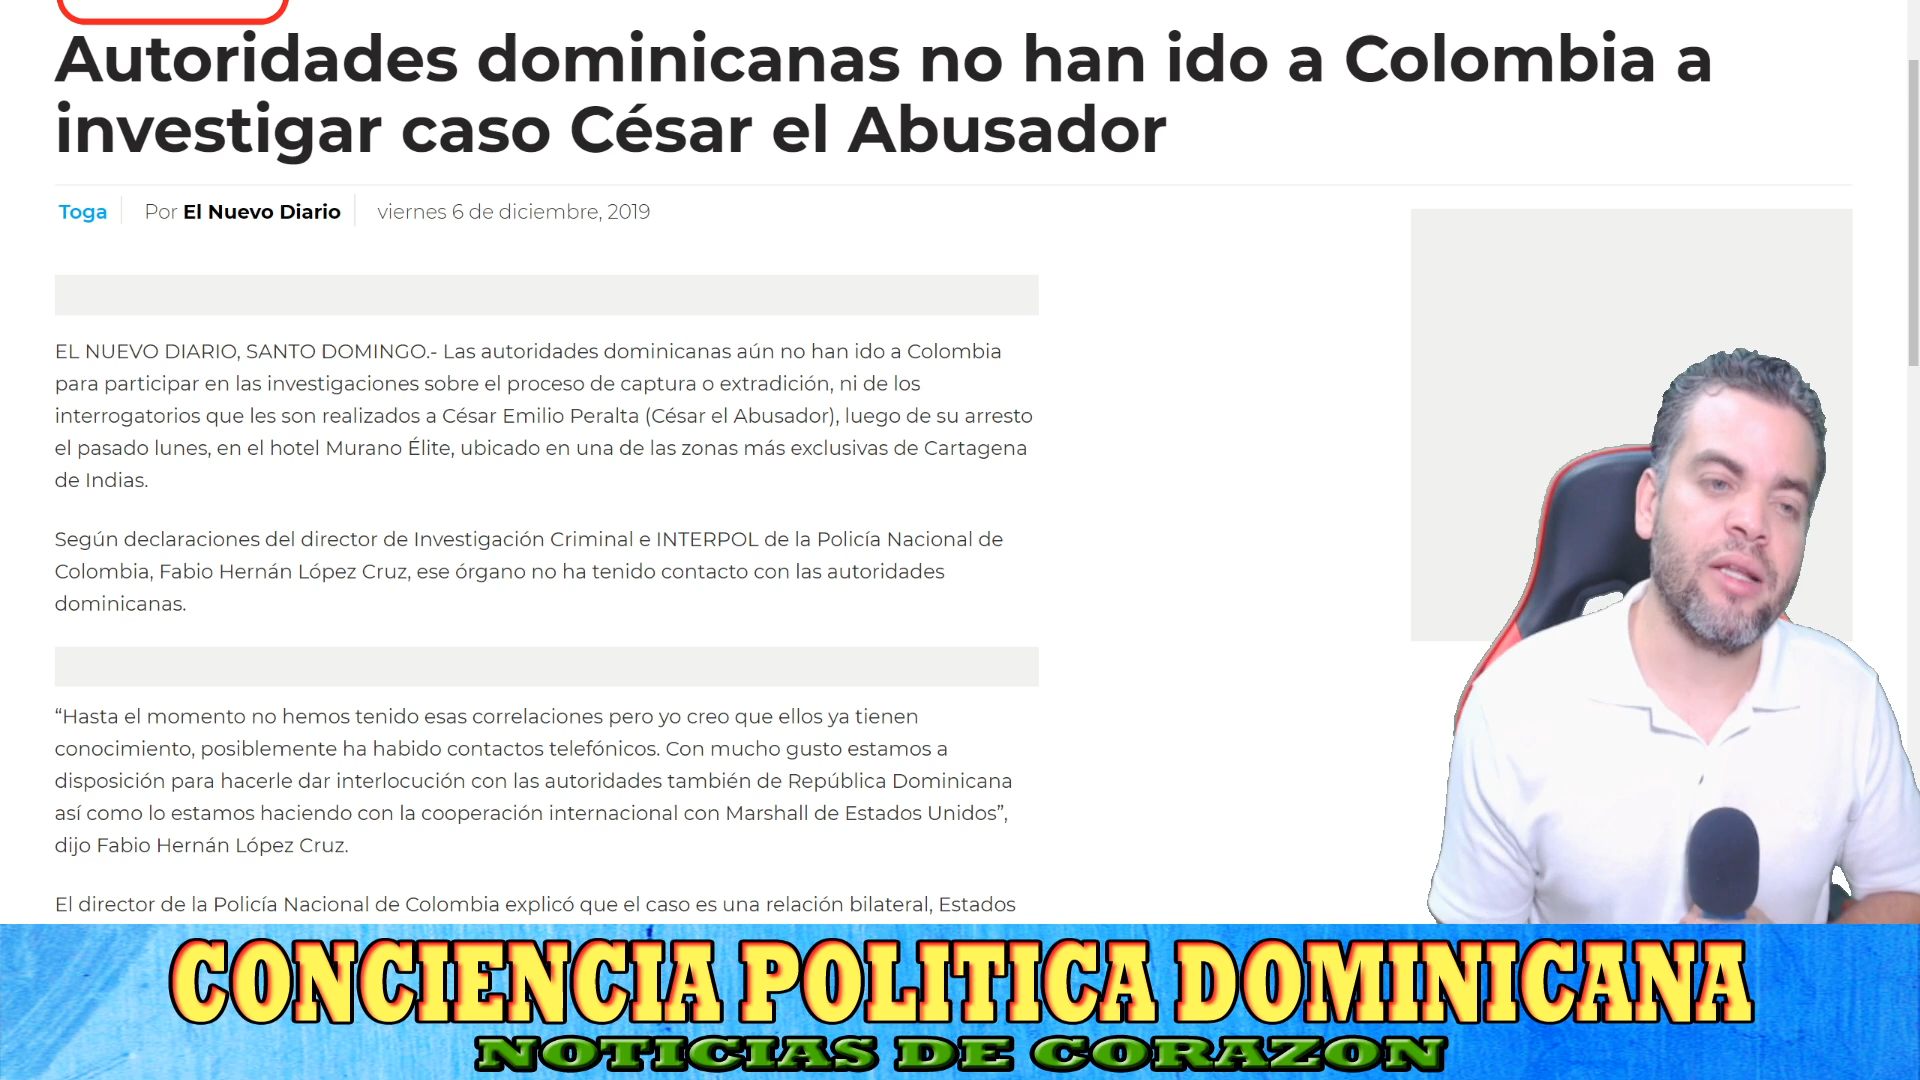 Autoridades dominicanas no han ido a Colombia a
investigar caso César el Abusador
Toga Por El Nuevo Diario viernes 6 de diciembre, 2019
EL NUEVO DIARIO, SANTO DOMINGO.- Las autoridades dominicanas aún no han ido a Colombia
para participar en las investigaciones sobre el proceso de captura o extradición, ni de los
interrogatorios que les son realizados a César Emilio Peralta (César el Abusador), luego de su arresto
el pasado lunes, en el hotel Murano Élite, ubicado en una de las zonas más exclusivas de Cartagena
de Indias.
Según declaraciones del director de Investigación Criminal e INTERPOL de la Policía Nacional de
Colombia, Fabio Hernán López Cruz, ese órgano no ha tenido contacto con las autoridades
dominicanas.
“Hasta el momento no hemos tenido esas correlaciones pero yo creo que ellos ya tienen
conocimiento, posiblemente ha habido contactos telefónicos. Con mucho gusto estamos a
disposición para hacerle dar interlocución con las autoridades también de República Dominicana
así como lo estamos haciendo con la cooperación internacional con Marshall de Estados Unidos”,
dijo Fabio Hernán López Cruz.
El director de la Policía Nacional de Colombia explicó que el caso es una relación bilateral, Estados
CONCIENCIA POLITICA DOMINICANA
NOTICIAS DE CORAZON